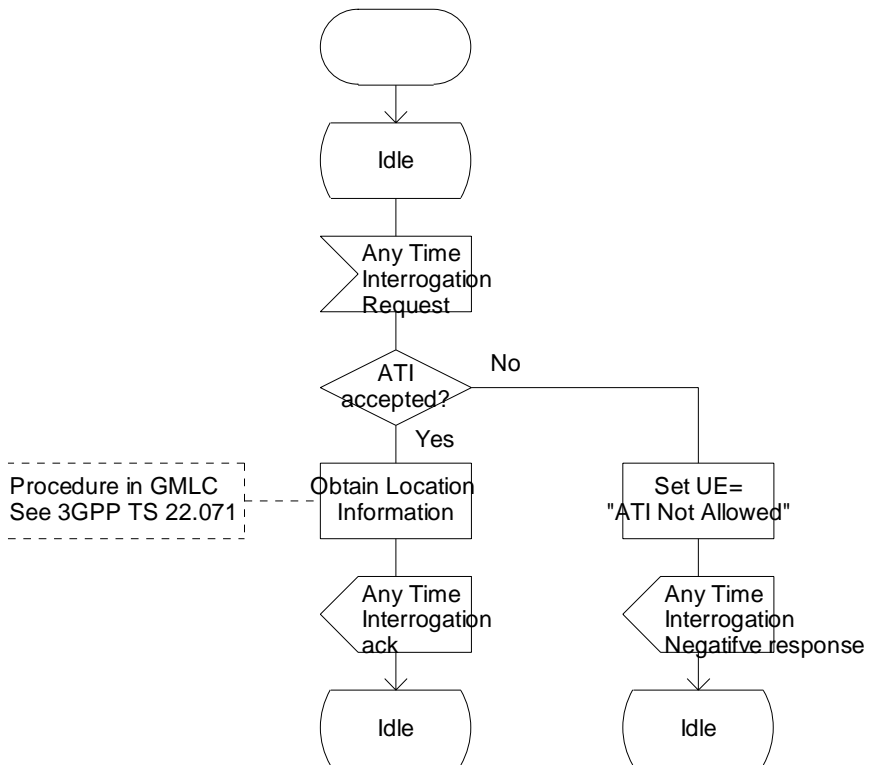 Idle
Any Time
Interrogation
Request
ATI
accepted?
No
Yes
Procedure in GMLC
See 3GPP TS 22.071
Obtain Location
Information
Set UE=
"ATI Not Allowed"
Any Time
Interrogation
ack
Any Time
Interrogation
Negatifve response
Idle
Idle